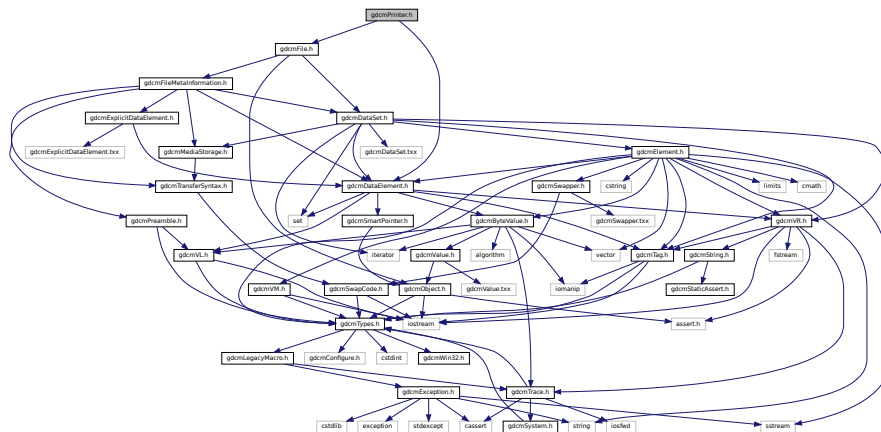 gdcmPrinter.h
gdcmFile.h
gdcmFileMetaInformation.h
gdcmExplicitDataElement.h
gdcmDataSet.h
gdcmExplicitDataElement.txx
gdcmMediaStorage.h
gdcmDataSet.txx
gdcmElement.h
gdcmTransferSyntax.h
gdcmDataElement.h
gdcmSwapper.h
cstring
limits
cmath
gdcmPreamble.h
set
gdcmSmartPointer.h
gdcmByteValue.h
gdcmSwapper.txx
gdcmVR.h
gdcmVL.h
iterator
gdcmValue.h
algorithm
vector
gdcmTag.h
gdcmString.h
fstream
gdcmVM.h
gdcmSwapCode.h
gdcmObject.h
gdcmValue.txx
iomanip
gdcmStaticAssert.h
gdcmTypes.h
iostream
assert.h
gdcmLegacyMacro.h
gdcmConfigure.h
cstdint
gdcmWin32.h
gdcmException.h
gdcmTrace.h
cstdlib
exception
stdexcept
cassert
gdcmSystem.h
string
iosfwd
sstream